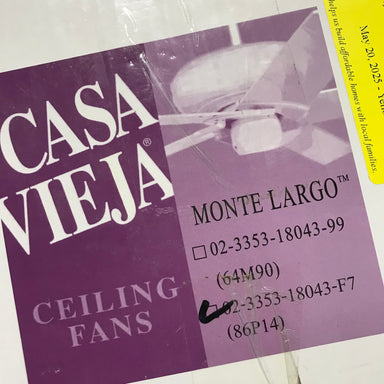 CASA
VIEJA®
CEILING
FANS
MONTE LARGO™
02-3353-18043-99
(64M90)
02-3353-18043-F7
(86P14)
May 20, 2025 -
helps us build affordable homes with local families.